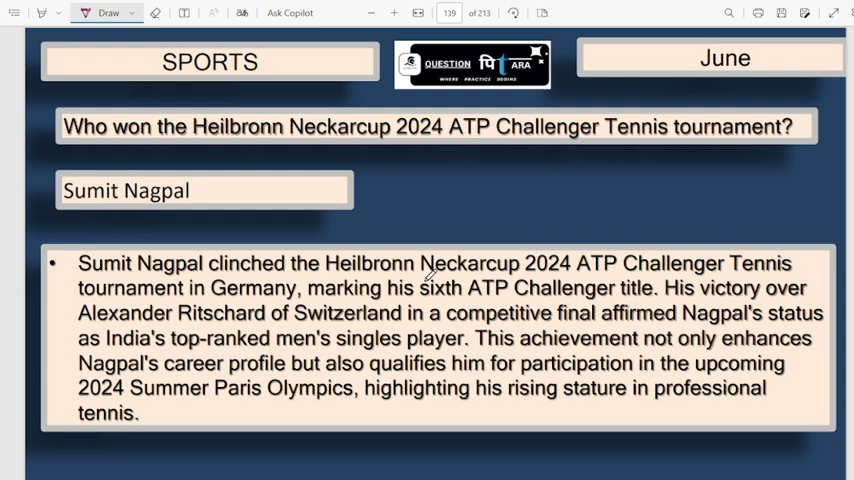 Draw
Ask Copilot
139 of 213
SPORTS
QUESTION पिtARA
WHERE PRACTICE BEGINS
June
Who won the Heilbronn Neckarcup 2024 ATP Challenger Tennis tournament?
Sumit Nagpal
• Sumit Nagpal clinched the Heilbronn Neckarcup 2024 ATP Challenger Tennis
tournament in Germany, marking his sixth ATP Challenger title. His victory over
Alexander Ritschard of Switzerland in a competitive final affirmed Nagpal's status
as India's top-ranked men's singles player. This achievement not only enhances
Nagpal's career profile but also qualifies him for participation in the upcoming
2024 Summer Paris Olympics, highlighting his rising stature in professional
tennis.